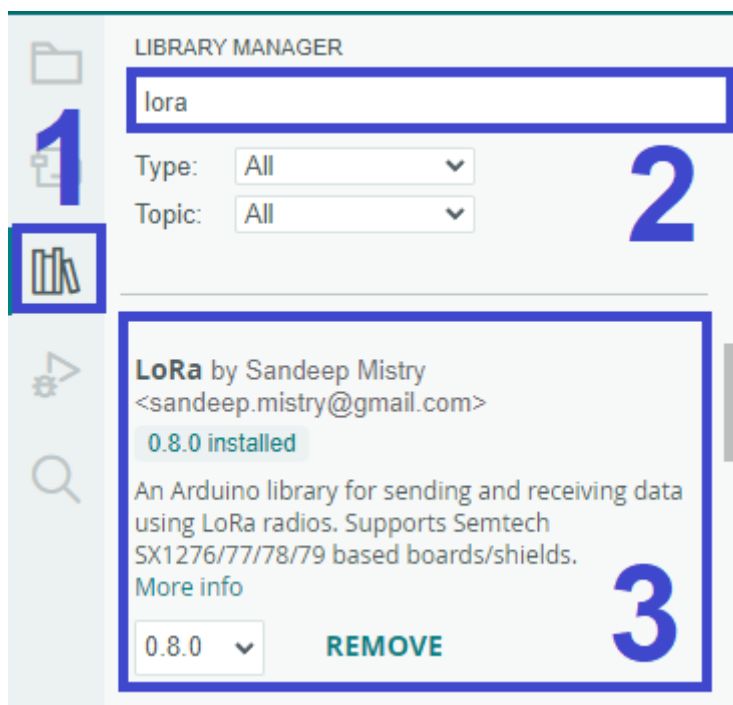 LIBRARY MANAGER
lora
1
Type: All
2
Topic: All
LoRa by Sandeep Mistry
<sandeep.mistry@gmail.com>
0.8.0 installed
An Arduino library for sending and receiving data
using LoRa radios. Supports Semtech
SX1276/77/78/79 based boards/shields.
More info
3
0.8.0 REMOVE